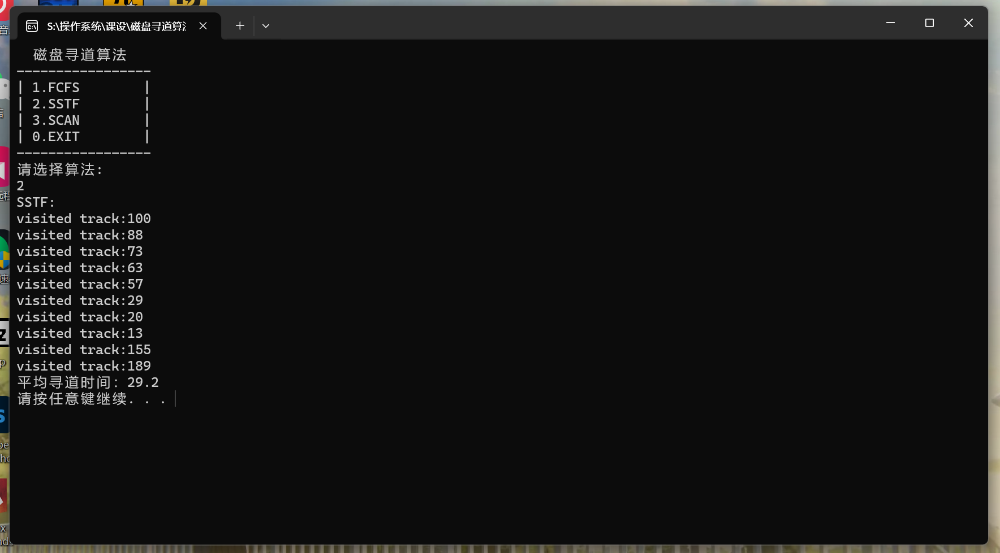 S:\操作系统\课设\磁盘寻道算法
磁盘寻道算法
-----------------
| 1.FCFS |
| 2.SSTF |
| 3.SCAN |
| 0.EXIT |
-----------------
请选择算法:
2
SSTF:
visited track:100
visited track:88
visited track:73
visited track:63
visited track:57
visited track:29
visited track:20
visited track:13
visited track:155
visited track:189
平均寻道时间: 29.2
请按任意键继续. . .